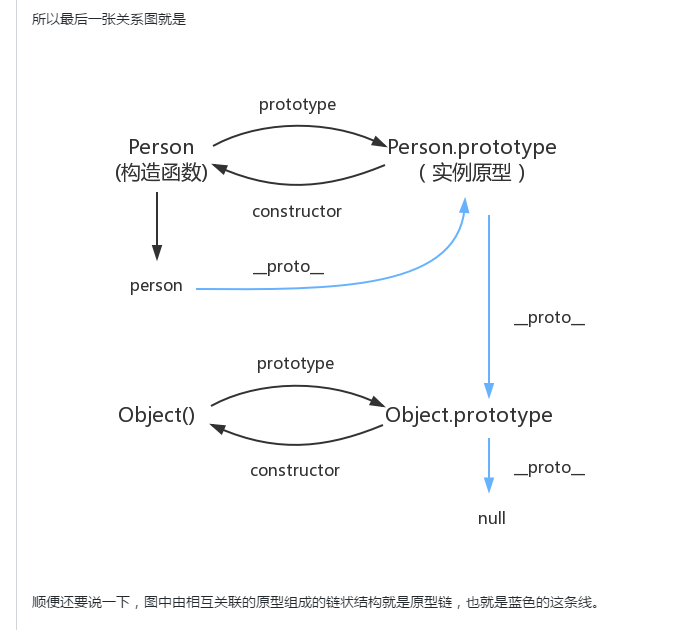 所以最后一张关系图就是
prototype
Person
(构造函数)
Person.prototype
（实例原型）
constructor
__proto__
person
__proto__
prototype
Object()
Object.prototype
constructor
__proto__
null
顺便还要说一下，图中由相互关联的原型组成的链状结构就是原型链，也就是蓝色的这条线。